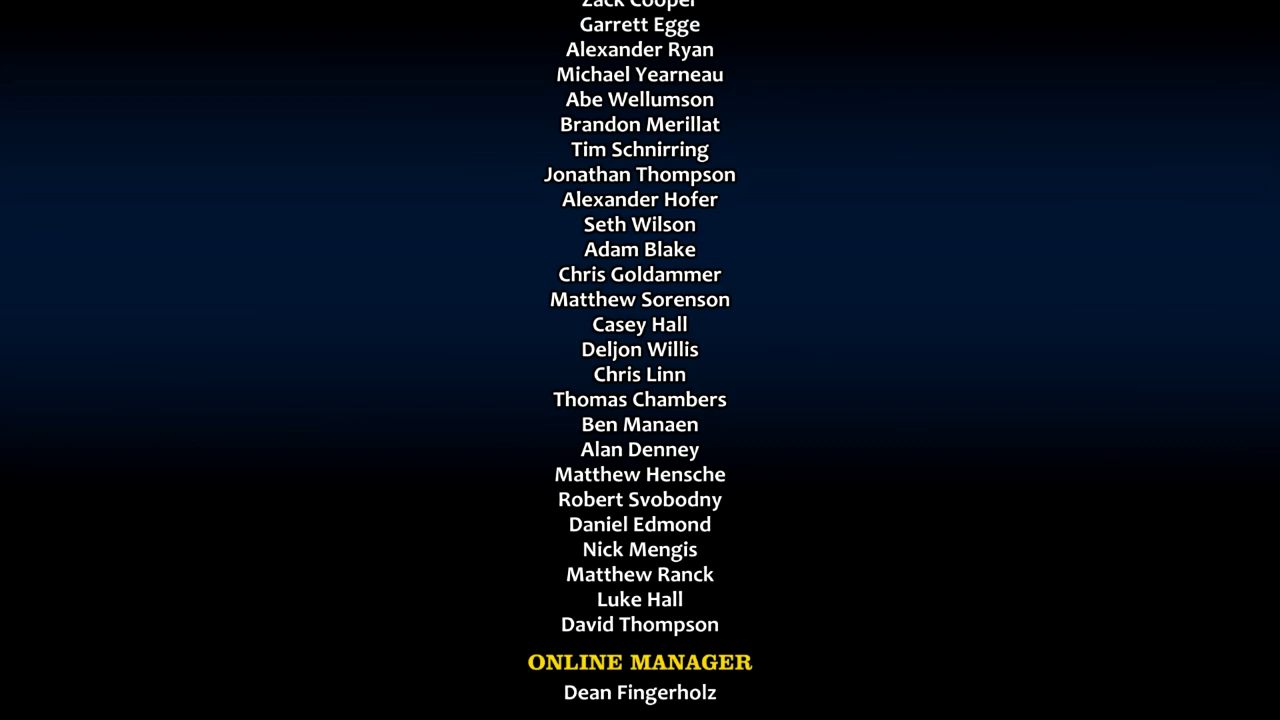 Zack Cooper
Garrett Egge
Alexander Ryan
Michael Yearneau
Abe Wellumson
Brandon Merillat
Tim Schnirring
Jonathan Thompson
Alexander Hofer
Seth Wilson
Adam Blake
Chris Goldammer
Matthew Sorenson
Casey Hall
Deljon Willis
Chris Linn
Thomas Chambers
Ben Manaen
Alan Denney
Matthew Hensche
Robert Svobodny
Daniel Edmond
Nick Mengis
Matthew Ranck
Luke Hall
David Thompson
ONLINE MANAGER
Dean Fingerholz